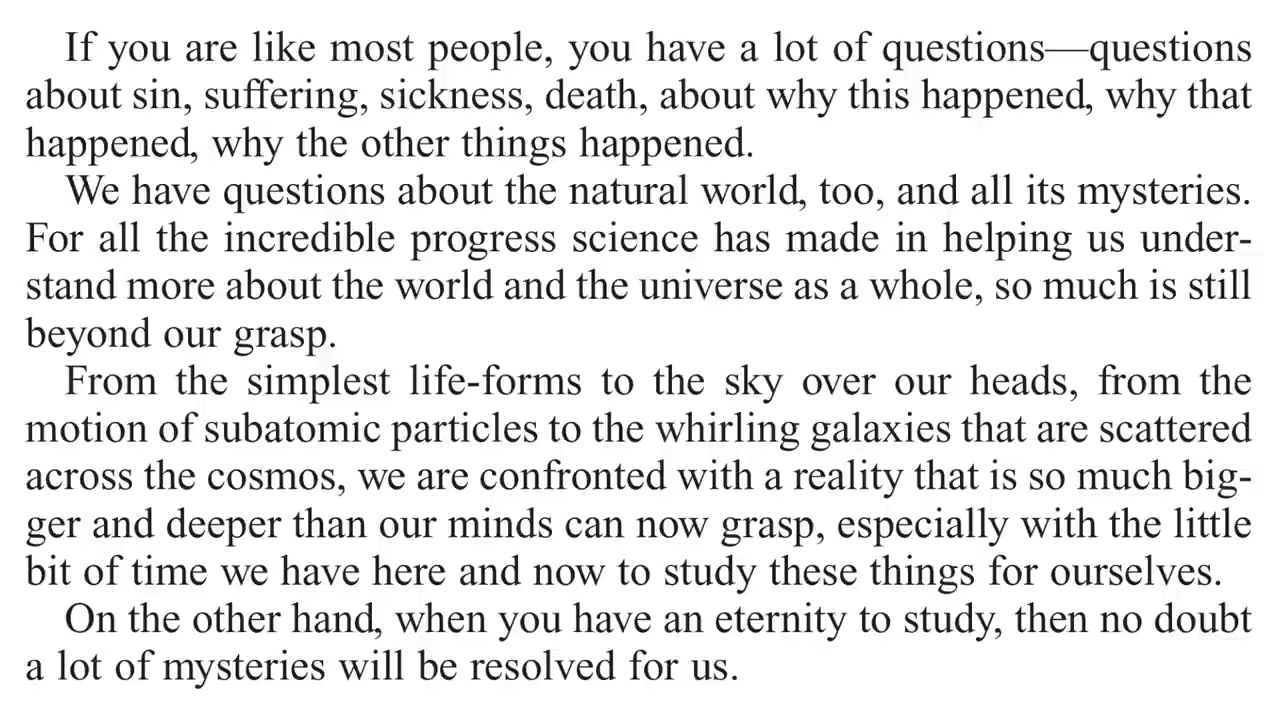 If you are like most people, you have a lot of questions—questions
about sin, suffering, sickness, death, about why this happened, why that
happened, why the other things happened.
We have questions about the natural world, too, and all its mysteries.
For all the incredible progress science has made in helping us under-
stand more about the world and the universe as a whole, so much is still
beyond our grasp.
From the simplest life-forms to the sky over our heads, from the
motion of subatomic particles to the whirling galaxies that are scattered
across the cosmos, we are confronted with a reality that is so much big-
ger and deeper than our minds can now grasp, especially with the little
bit of time we have here and now to study these things for ourselves.
On the other hand, when you have an eternity to study, then no doubt
a lot of mysteries will be resolved for us.